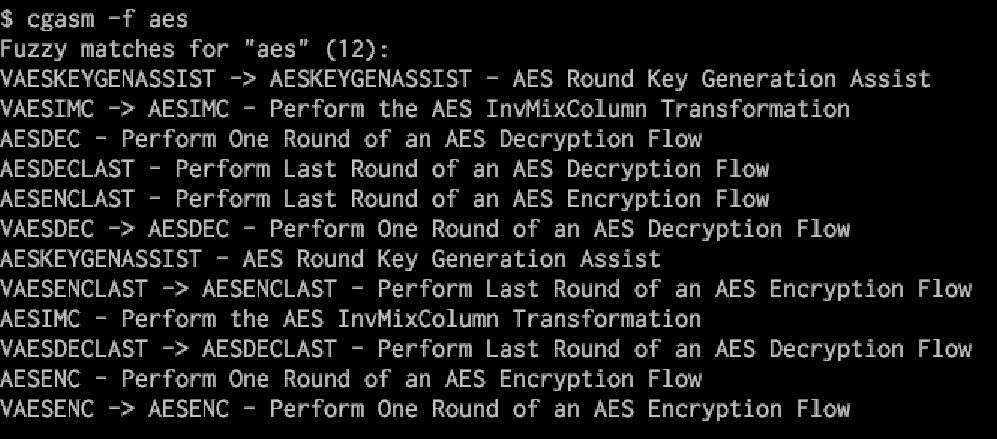 $ cgasm -f aes
Fuzzy matches for "aes" (12):
VAESKEYGENASSIST -> AESKEYGENASSIST - AES Round Key Generation Assist
VAESIMC -> AESIMC - Perform the AES InvMixColumn Transformation
AESDEC - Perform One Round of an AES Decryption Flow
AESDECLAST - Perform Last Round of an AES Decryption Flow
AESENCLAST - Perform Last Round of an AES Encryption Flow
VAESDEC -> AESDEC - Perform One Round of an AES Decryption Flow
AESKEYGENASSIST - AES Round Key Generation Assist
VAESENCLAST -> AESENCLAST - Perform Last Round of an AES Encryption Flow
AESIMC - Perform the AES InvMixColumn Transformation
VAESDECLAST -> AESDECLAST - Perform Last Round of an AES Decryption Flow
AESENC - Perform One Round of an AES Encryption Flow
VAESENC -> AESENC - Perform One Round of an AES Encryption Flow